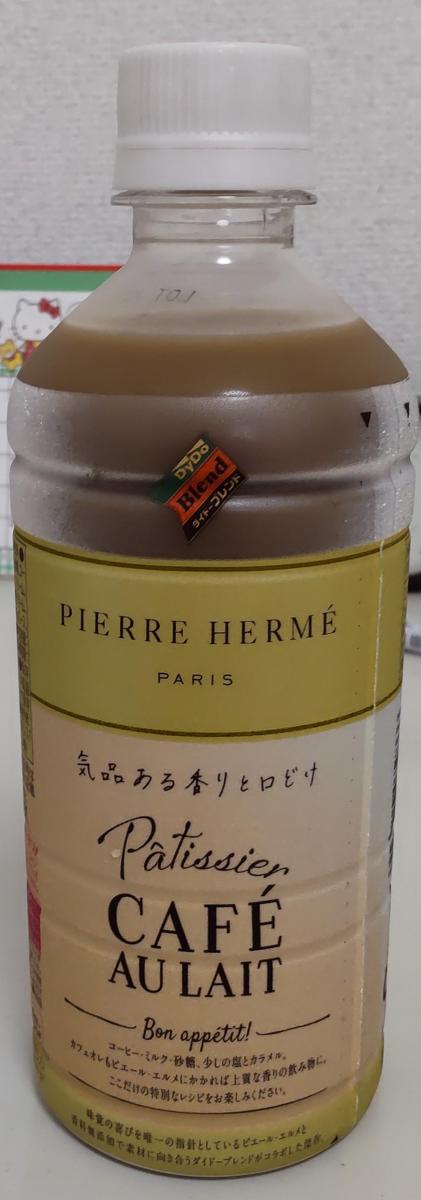 LOT
DyDo
Blend
ダイドーブレンド
PIERRE HERMÉ
PARIS
気品ある香りと口どけ
Pâtissier
CAFÉ
AU LAIT
Bon appétit!
コーヒー・ミルク・砂糖、少しの塩とカラメル。
カフェオレもピエール・エルメにかかれば上質な香りの飲み物に。
ここだけの特別なレシピをお楽しみください。
味覚の喜びを唯一の指針としているピエール・エルメと
香料無添加で素材に向き合うダイドーブレンドがコラボした